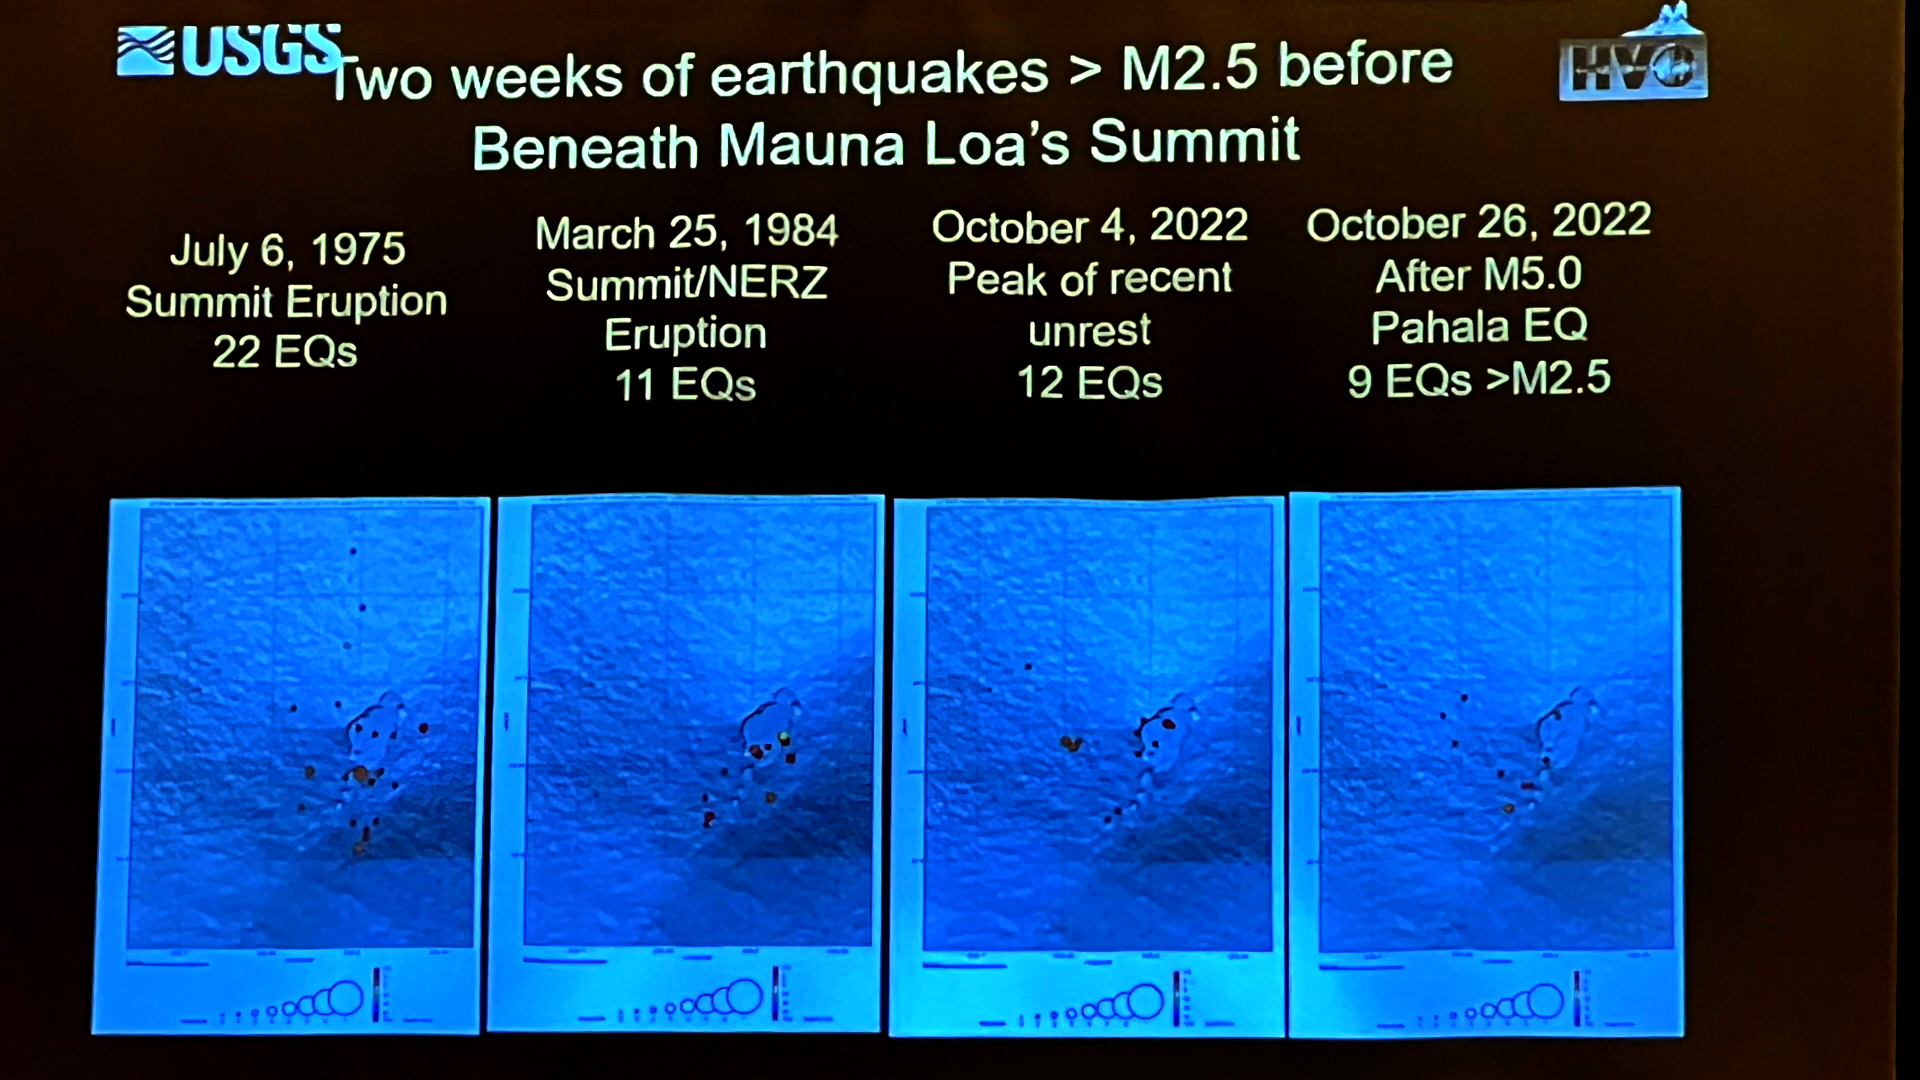 USGS
HVO
Two weeks of earthquakes > M2.5 before
Beneath Mauna Loa's Summit
July 6, 1975
Summit Eruption
22 EQs
March 25, 1984
Summit/NERZ
Eruption
11 EQs
October 4, 2022
Peak of recent
unrest
12 EQs
October 26, 2022
After M5.0
Pahala EQ
9 EQs >M2.5